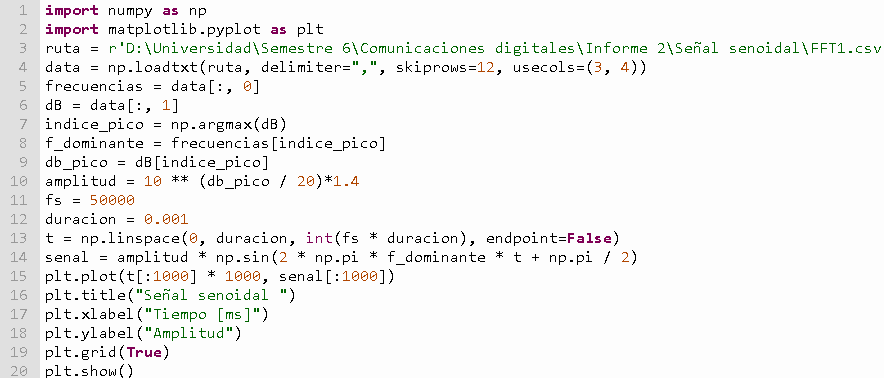 1 import numpy as np
2 import matplotlib.pyplot as plt
3 ruta = r'D:\Universidad\Semestre 6\Comunicaciones digitales\Informe 2\Señal senoidal\FFT1.csv
4 data = np.loadtxt(ruta, delimiter=",", skiprows=12, usecols=(3, 4))
5 frecuencias = data[:, 0]
6 dB = data[:, 1]
7 indice_pico = np.argmax(dB)
8 f_dominante = frecuencias[indice_pico]
9 db_pico = dB[indice_pico]
10 amplitud = 10 ** (db_pico / 20)*1.4
11 fs = 50000
12 duracion = 0.001
13 t = np.linspace(0, duracion, int(fs * duracion), endpoint=False)
14 senal = amplitud * np.sin(2 * np.pi * f_dominante * t + np.pi / 2)
15 plt.plot(t[:1000] * 1000, senal[:1000])
16 plt.title("Señal senoidal ")
17 plt.xlabel("Tiempo [ms]")
18 plt.ylabel("Amplitud")
19 plt.grid(True)
20 plt.show()